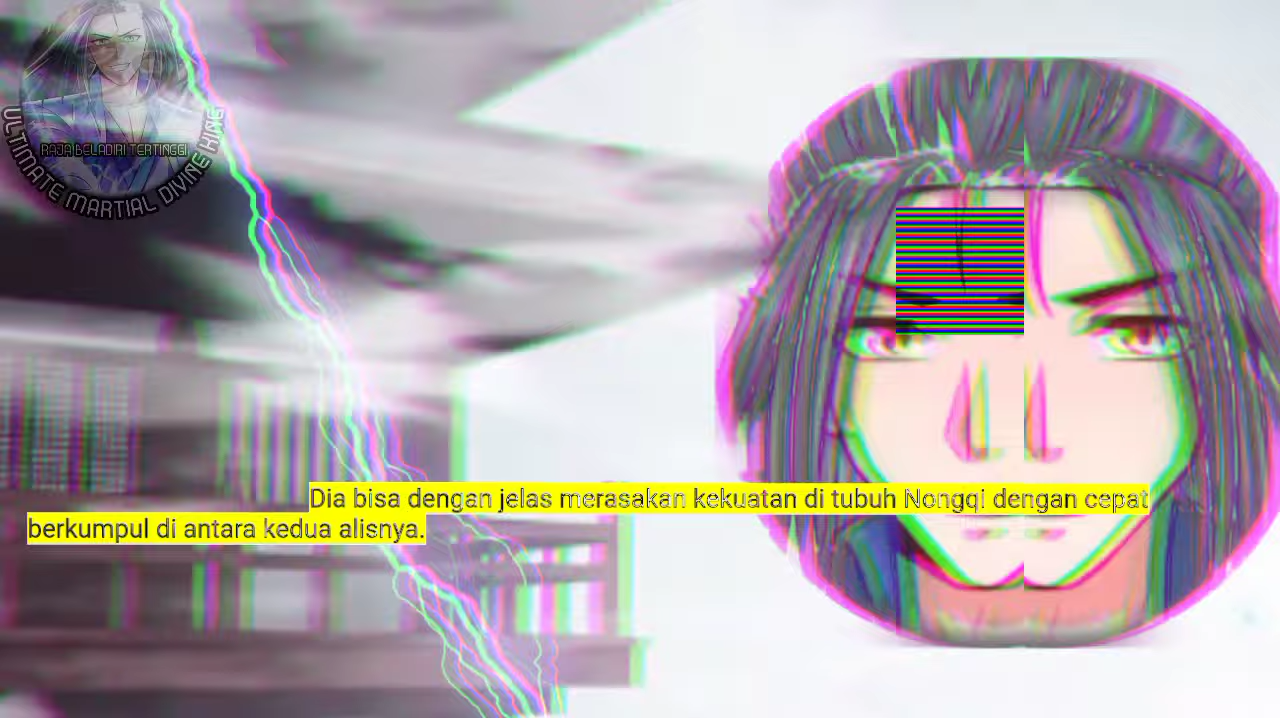 RAJA BELADIRI TERTINGGI
ULTIMATE MARTIAL DIVINE KING
Dia bisa dengan jelas merasakan kekuatan di tubuh Nongqi dengan cepat
berkumpul di antara kedua alisnya.